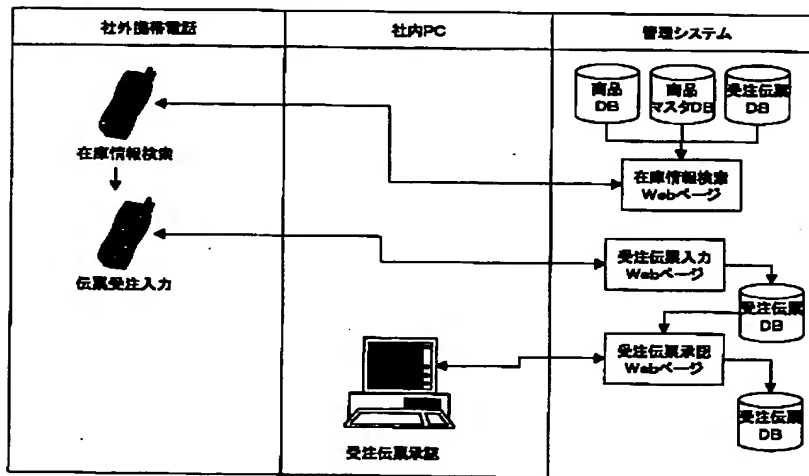 社外携帯電話
社内PC
管理システム
商品
DB
商品
マスタDB
受注伝票
DB
在庫情報検索
在庫情報検索
Webページ
伝票受注入力
受注伝票入力
Webページ
受注伝票
DB
受注伝票承認
Webページ
受注伝票承認
受注伝票
DB